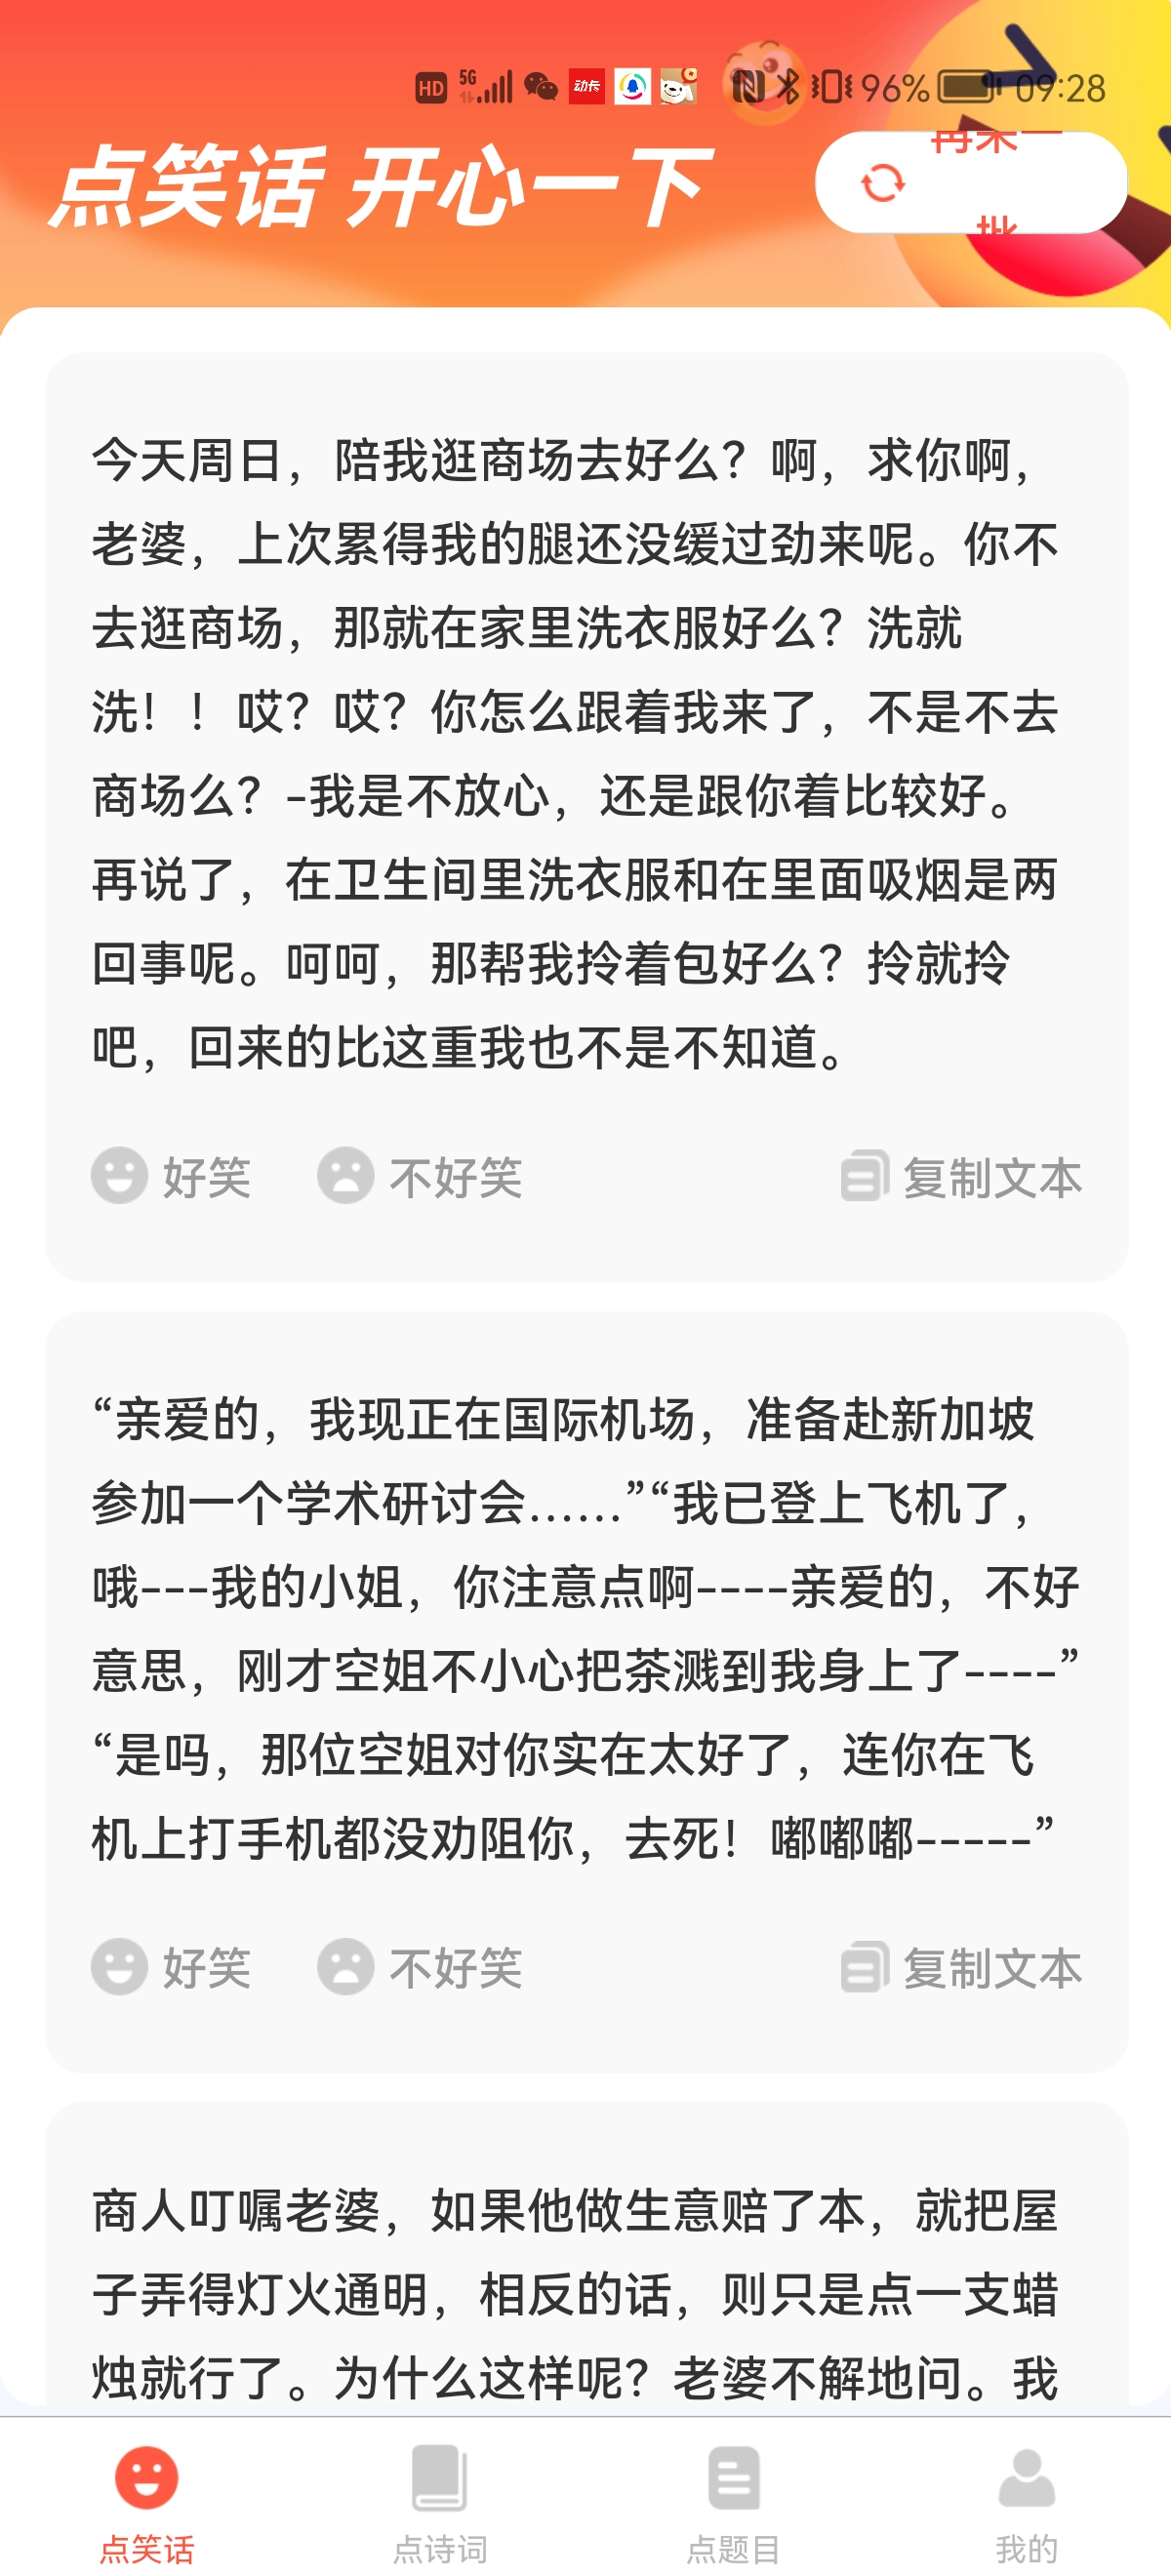 HD 5G 动卡 96% 09:28
点笑话 开心一下
再来一
批
今天周日，陪我逛商场去好么？啊，求你啊，
老婆，上次累得我的腿还没缓过劲来呢。你不
去逛商场，那就在家里洗衣服好么？洗就
洗！！哎？哎？你怎么跟着我来了，不是不去
商场么？-我是不放心，还是跟你着比较好。
再说了，在卫生间里洗衣服和在里面吸烟是两
回事呢。呵呵，那帮我拎着包好么？拎就拎
吧，回来的比这重我也不是不知道。
好笑 不好笑 复制文本
“亲爱的，我现正在国际机场，准备赴新加坡
参加一个学术研讨会……”“我已登上飞机了，
哦---我的小姐，你注意点啊----亲爱的，不好
意思，刚才空姐不小心把茶溅到我身上了----”
“是吗，那位空姐对你实在太好了，连你在飞
机上打手机都没劝阻你，去死！嘟嘟嘟-----”
好笑 不好笑 复制文本
商人叮嘱老婆，如果他做生意赔了本，就把屋
子弄得灯火通明，相反的话，则只是点一支蜡
烛就行了。为什么这样呢？老婆不解地问。我
点笑话 点诗词 点题目 我的